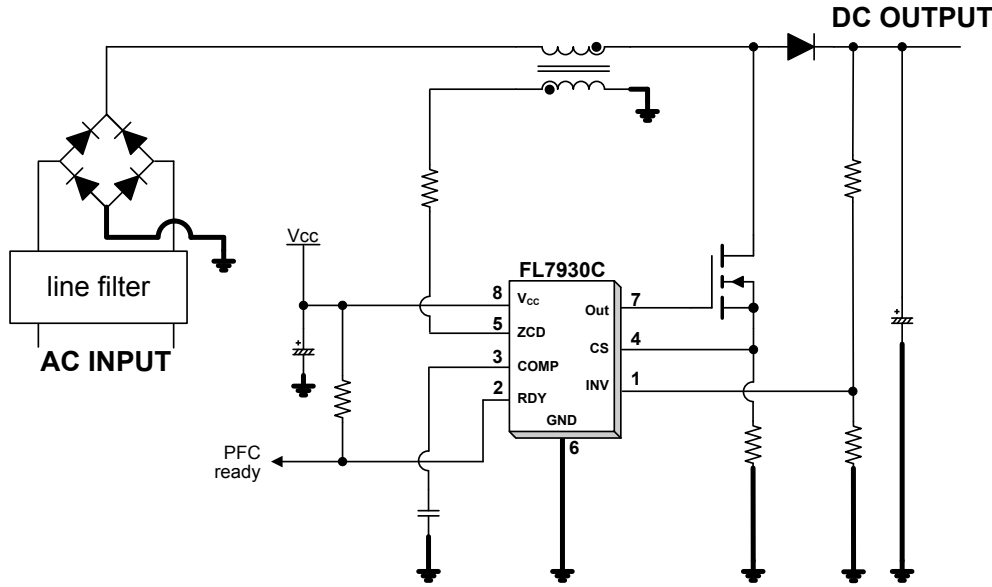 DC OUTPUT
line filter
AC INPUT
Vcc
FL7930C
8
VCC
Out
7
5
ZCD
CS
4
3
COMP
INV
1
2
RDY
GND
6
PFC
ready
+
+